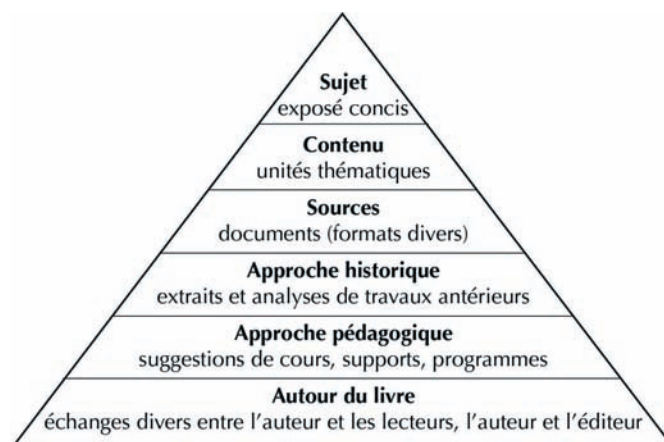 Sujet
exposé concis
Contenu
unités thématiques
Sources
documents (formats divers)
Approche historique
extraits et analyses de travaux antérieurs
Approche pédagogique
suggestions de cours, supports, programmes
Autour du livre
échanges divers entre l’auteur et les lecteurs, l’auteur et l’éditeur